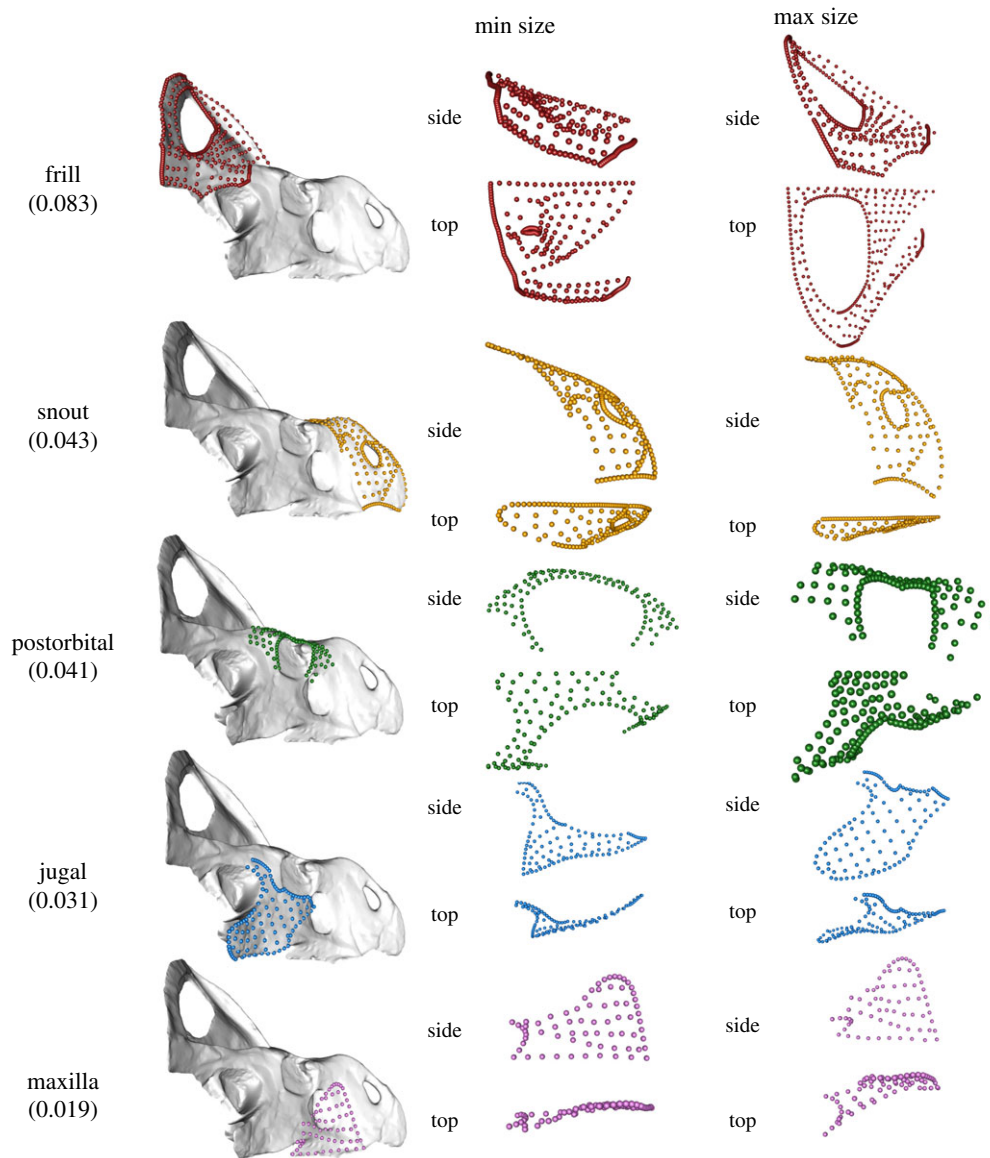 min size
max size
side
side
frill
(0.083)
top
top
side
side
snout
(0.043)
top
top
side
side
postorbital
(0.041)
top
top
side
side
jugal
(0.031)
top
top
side
side
maxilla
(0.019)
top
top